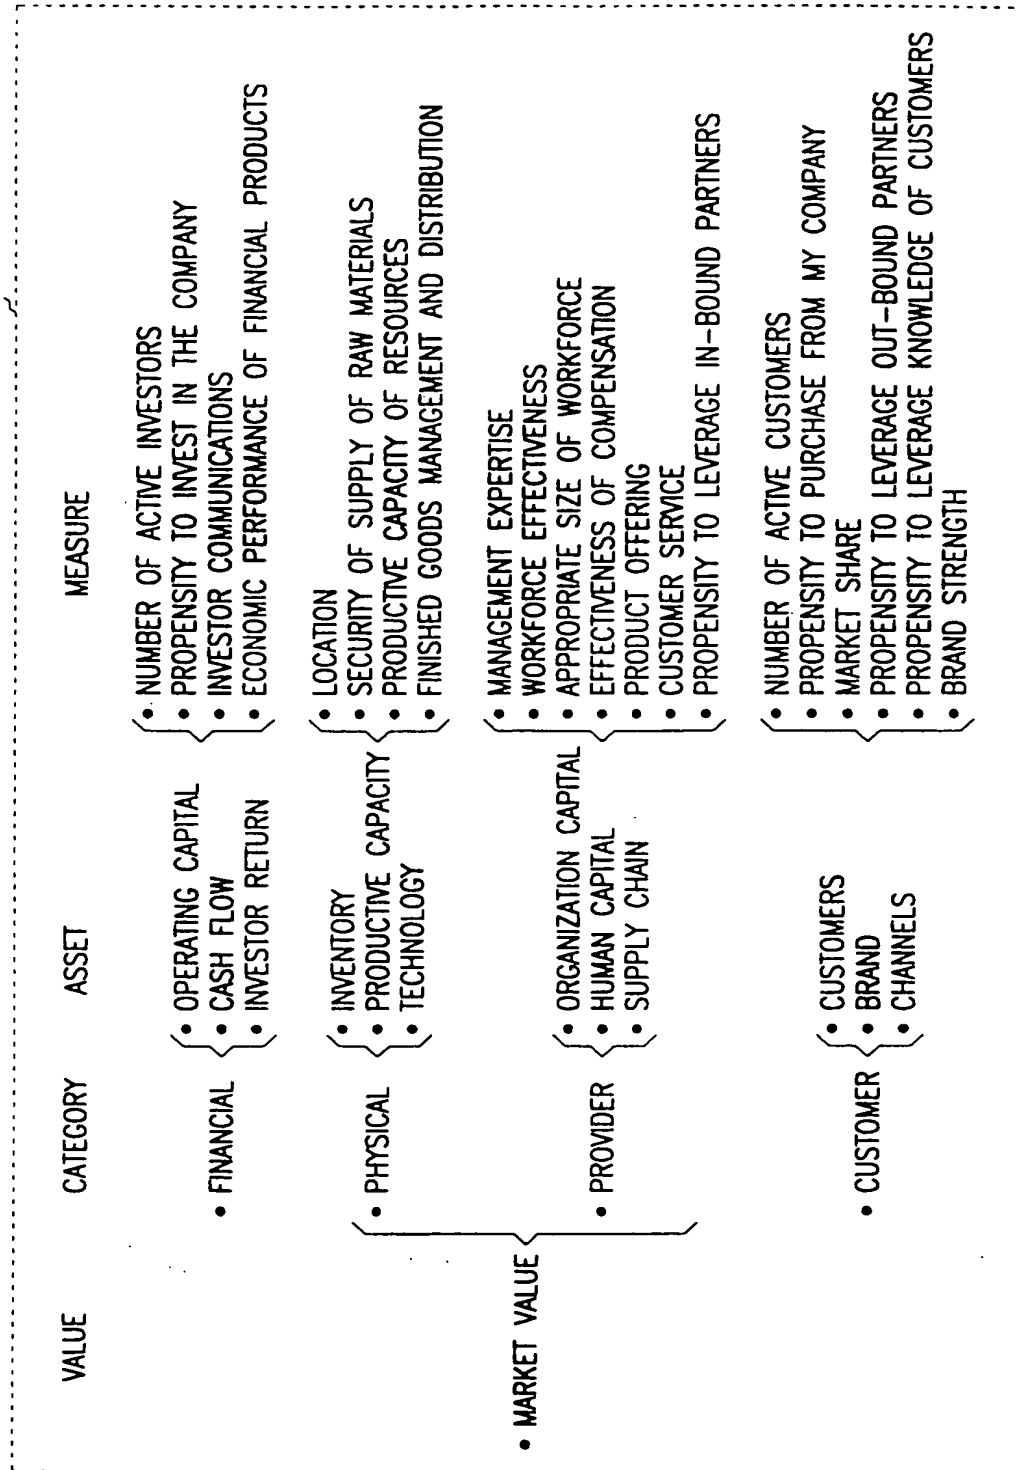 VALUE
CATEGORY
ASSET
MEASURE
• MARKET VALUE
• FINANCIAL
• OPERATING CAPITAL
• CASH FLOW
• INVESTOR RETURN
• NUMBER OF ACTIVE INVESTORS
• PROPENSITY TO INVEST IN THE COMPANY
• INVESTOR COMMUNICATIONS
• ECONOMIC PERFORMANCE OF FINANCIAL PRODUCTS
• PHYSICAL
• INVENTORY
• PRODUCTIVE CAPACITY
• TECHNOLOGY
• LOCATION
• SECURITY OF SUPPLY OF RAW MATERIALS
• PRODUCTIVE CAPACITY OF RESOURCES
• FINISHED GOODS MANAGEMENT AND DISTRIBUTION
• PROVIDER
• ORGANIZATION CAPITAL
• HUMAN CAPITAL
• SUPPLY CHAIN
• MANAGEMENT EXPERTISE
• WORKFORCE EFFECTIVENESS
• APPROPRIATE SIZE OF WORKFORCE
• EFFECTIVENESS OF COMPENSATION
• PRODUCT OFFERING
• CUSTOMER SERVICE
• PROPENSITY TO LEVERAGE IN-BOUND PARTNERS
• CUSTOMER
• CUSTOMERS
• BRAND
• CHANNELS
• NUMBER OF ACTIVE CUSTOMERS
• PROPENSITY TO PURCHASE FROM MY COMPANY
• MARKET SHARE
• PROPENSITY TO LEVERAGE OUT-BOUND PARTNERS
• PROPENSITY TO LEVERAGE KNOWLEDGE OF CUSTOMERS
• BRAND STRENGTH